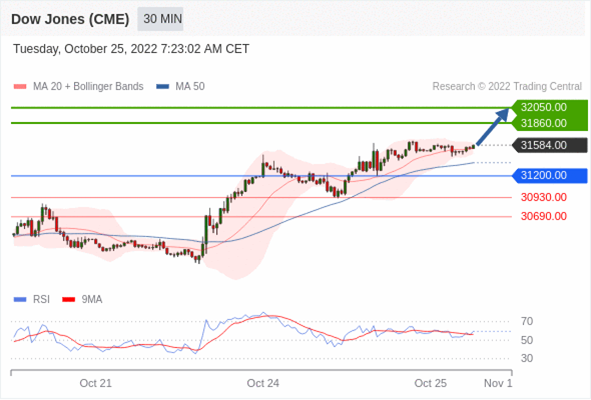 Dow Jones (CME) 30 MIN
Tuesday, October 25, 2022 7:23:02 AM CET
MA 20 + Bollinger Bands MA 50 Research © 2022 Trading Central
32050.00
31860.00
31584.00
31200.00
30930.00
30690.00
RSI 9MA
70
50
30
Oct 21 Oct 24 Oct 25 Nov 1